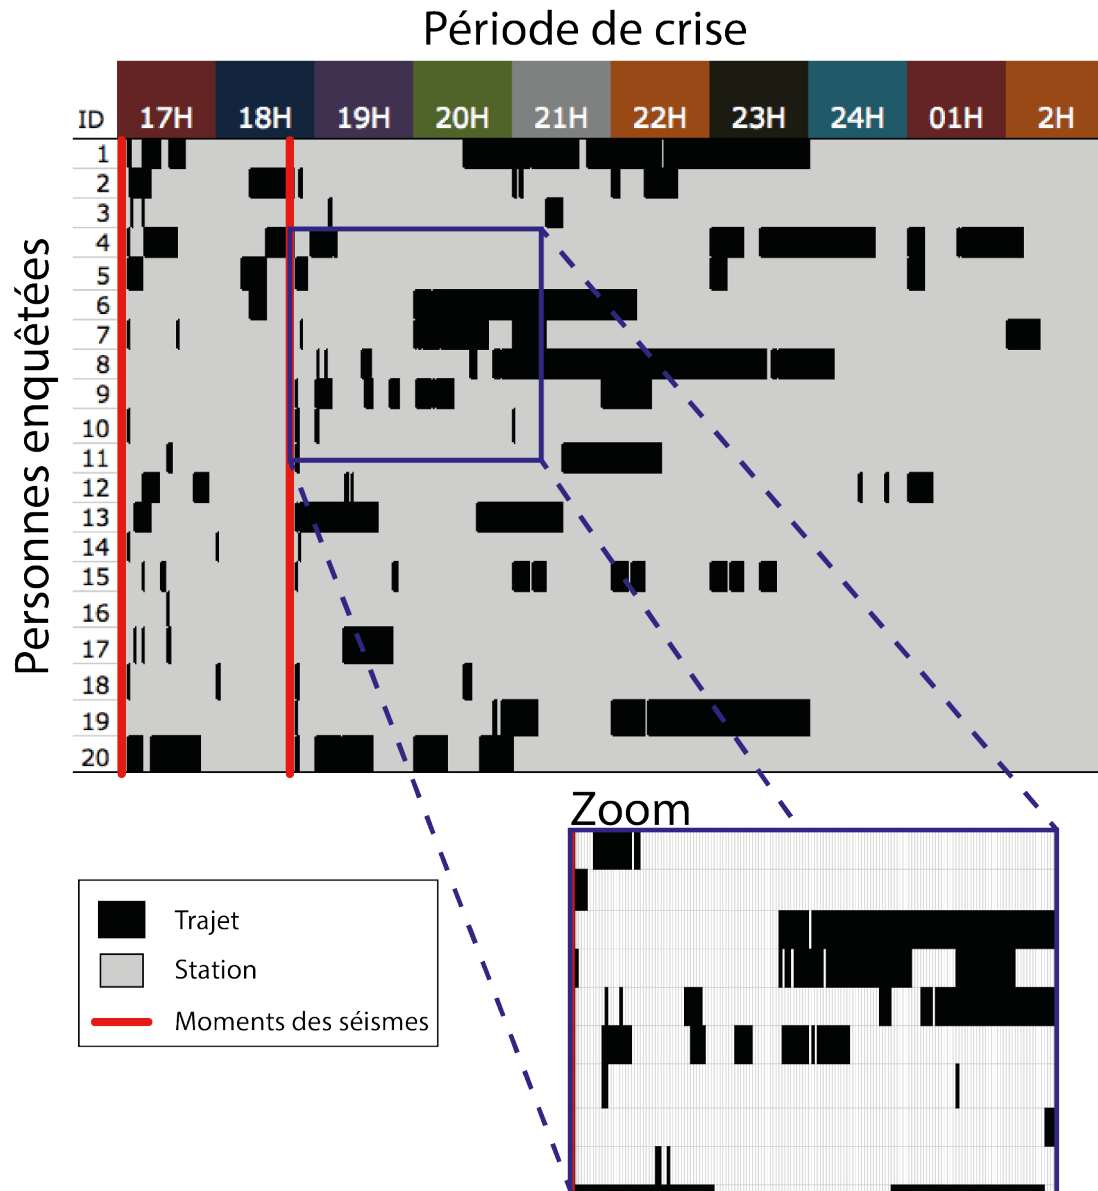 Période de crise
ID 17H 18H 19H 20H 21H 22H 23H 24H 01H 2H
Personnes enquêtées
1
2
3
4
5
6
7
8
9
10
11
12
13
14
15
16
17
18
19
20
Zoom
Trajet
Station
Moments des séismes